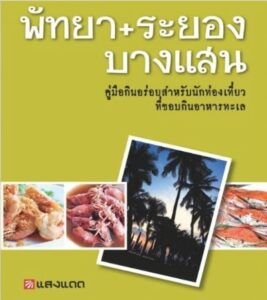 พัทยา+ระยอง
บางแสน
คู่มือกินอร่อยสำหรับนักท่องเที่ยว
ที่ชอบกินอาหารทะเล
แสงแดด